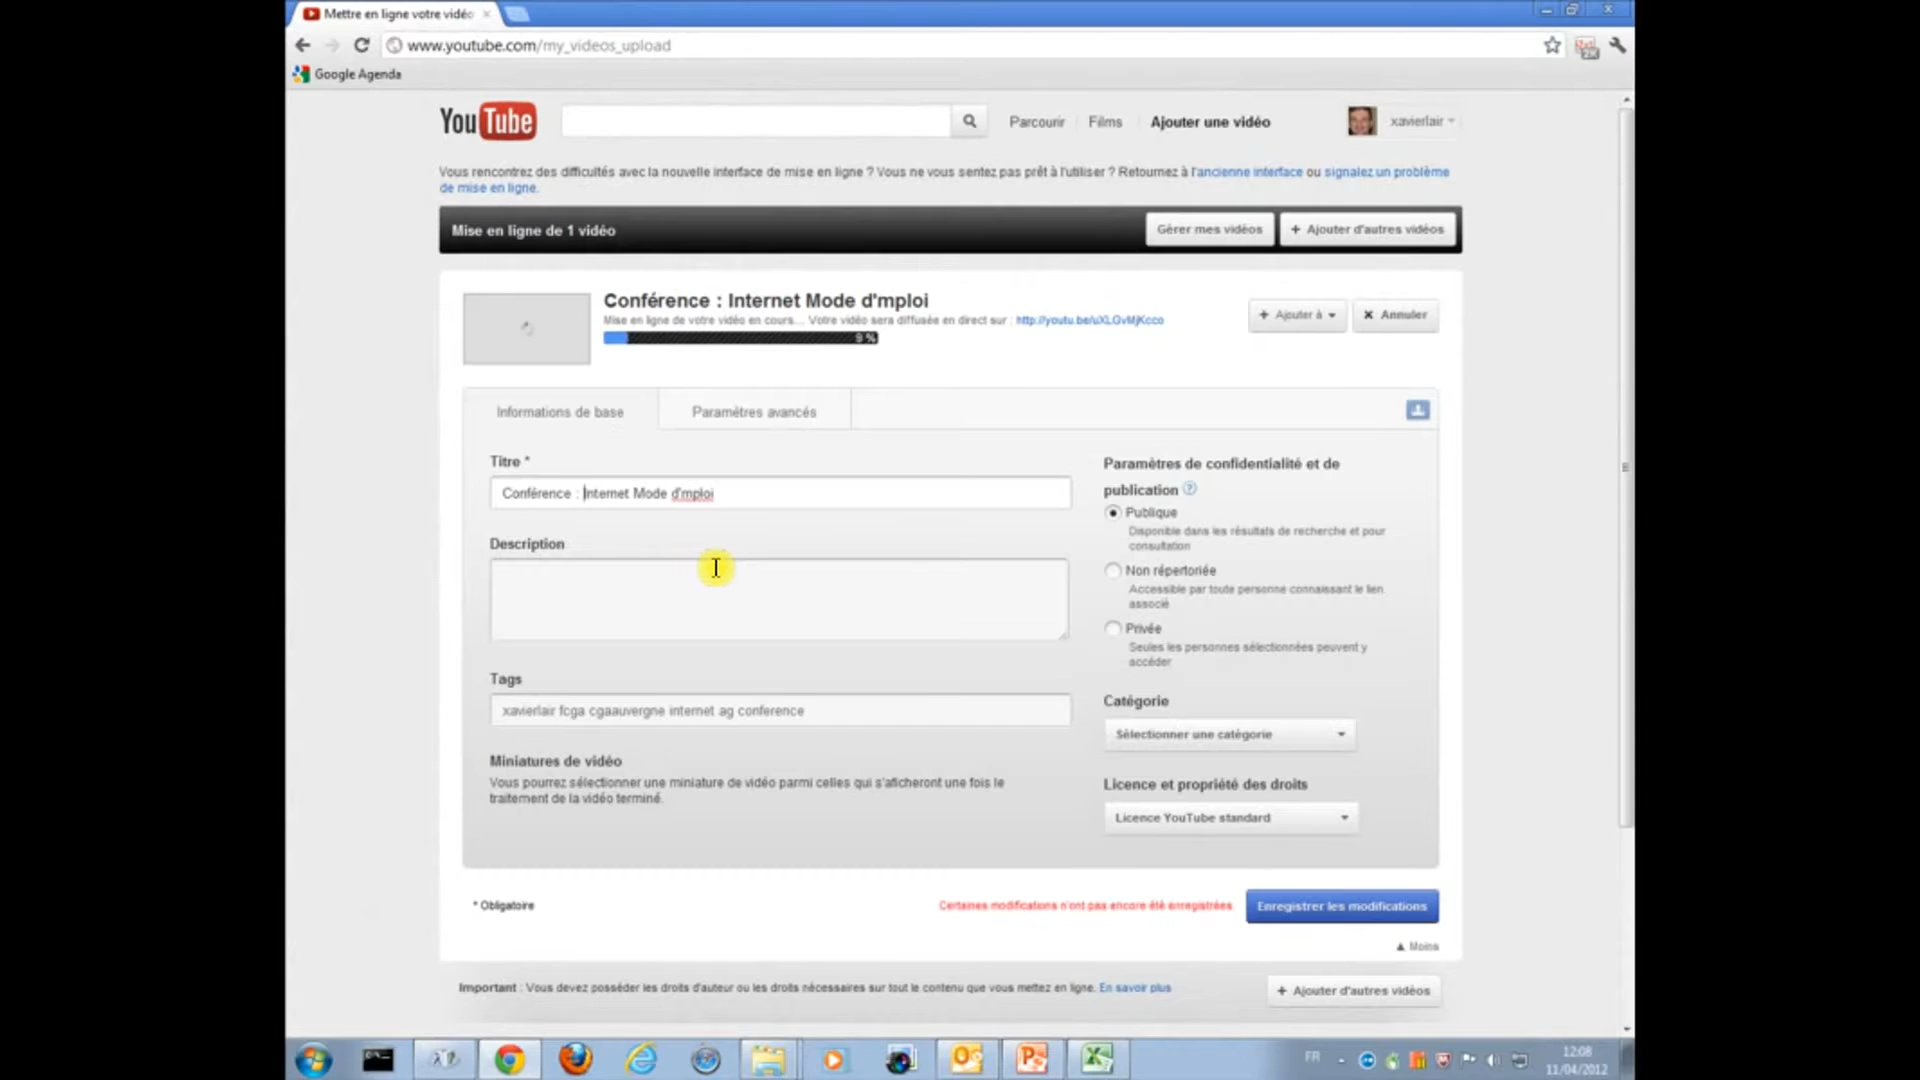 Mettre en ligne votre vidéo
www.youtube.com/my_videos_upload
Google Agenda
YouTube
Parcourir
Films
Ajouter une vidéo
xavierlair
Vous rencontrez des difficultés avec la nouvelle interface de mise en ligne ? Vous ne vous sentez pas prêt à l'utiliser ? Retournez à l'ancienne interface ou signalez un problème
de mise en ligne.
Mise en ligne de 1 vidéo
Gérer mes vidéos
+ Ajouter d'autres vidéos
Conférence : Internet Mode d'mploi
Mise en ligne de votre vidéo en cours... Votre vidéo sera diffusée en direct sur : http://youtu.be/uXLGvMjKcco
9 %
+ Ajouter à
Annuler
Informations de base
Paramètres avancés
Titre *
Conférence : Internet Mode d'mploi
Description
Tags
xavierlair fcga cgaauvergne internet ag conference
Miniatures de vidéo
Vous pourrez sélectionner une miniature de vidéo parmi celles qui s'aficheront une fois le
traitement de la vidéo terminé.
Paramètres de confidentialité et de
publication ?
Publique
Disponible dans les résultats de recherche et pour
consultation
Non répertoriée
Accessible par toute personne connaissant le lien
associé
Privée
Seules les personnes sélectionnées peuvent y
accéder
Catégorie
Sélectionner une catégorie
Licence et propriété des droits
Licence YouTube standard
* Obligatoire
Certaines modifications n'ont pas encore été enregistrées.
Enregistrer les modifications
Moins
Important : Vous devez posséder les droits d'auteur ou les droits nécessaires sur tout le contenu que vous mettez en ligne. En savoir plus
+ Ajouter d'autres vidéos
FR
12:08
11/04/2012